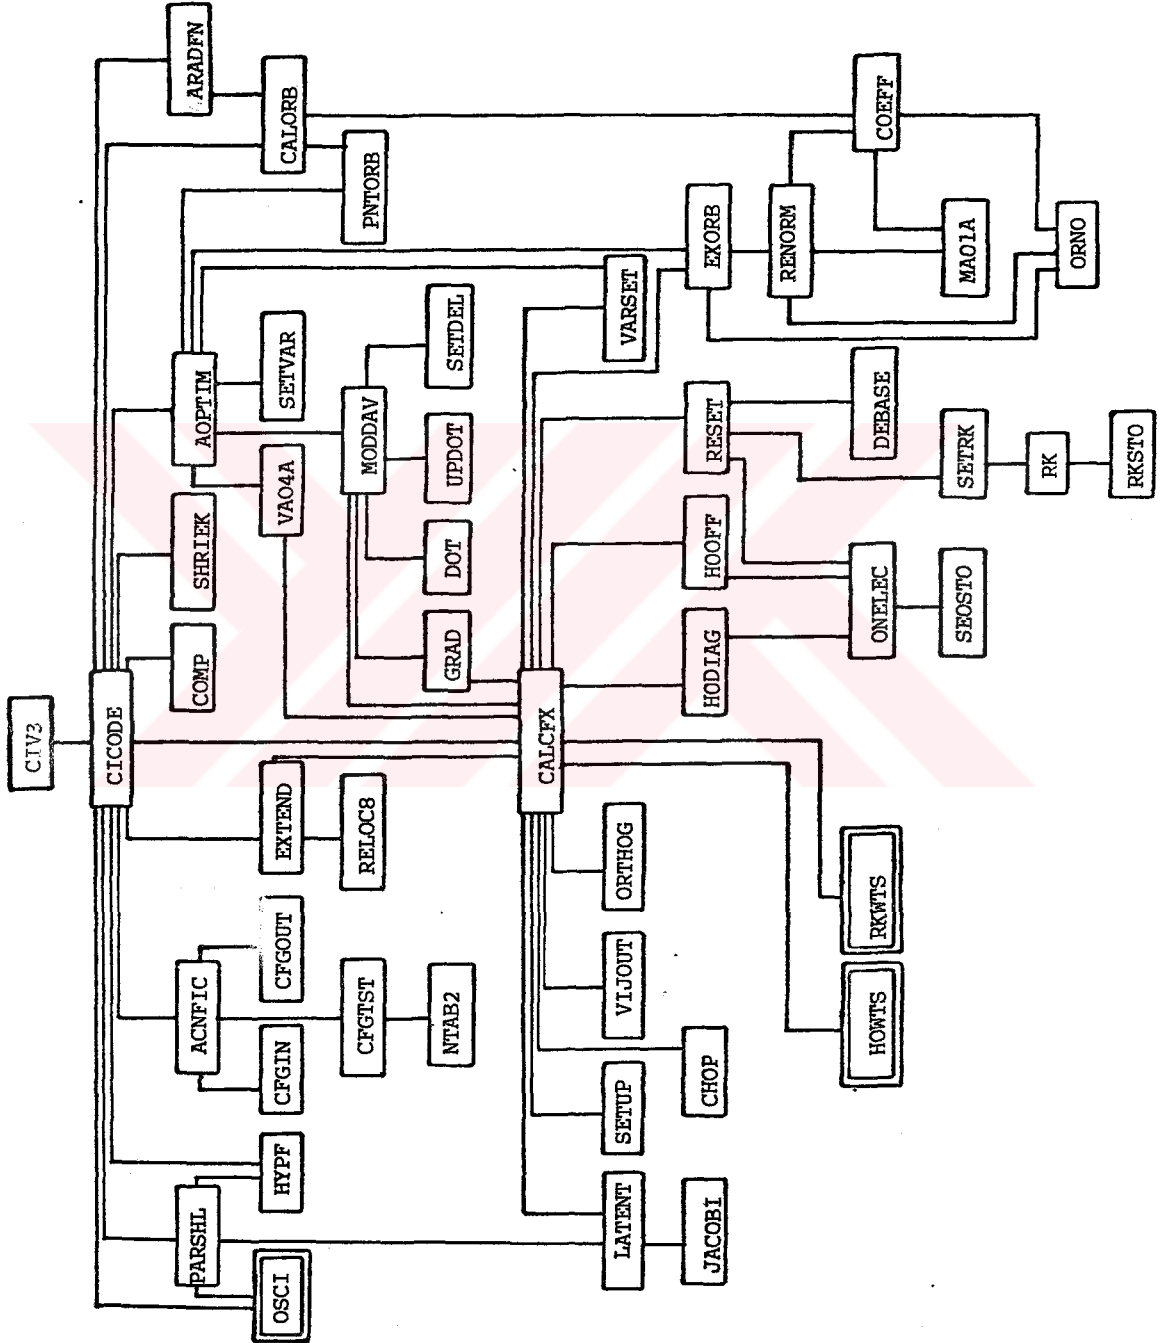 CIV3
CICODE
ARADFN
CALORB
PNTORB
AOPTIM
SETVAR
SHRIEK
VAO4A
COMP
MODDAV
SETDEL
UPDOT
DOT
GRAD
EXTEND
RELOC8
ACNFIC
CFGOUT
CFGIN
CFGTST
NTAB2
PARSHL
HYPF
OSCI
CALCFX
VARSET
EXORB
RENORM
COEFF
MAO1A
ORNO
ORTHOG
VIJOUT
SETUP
LATENT
CHOP
JACOBI
RESET
HOOFF
HODIAG
DEBASE
ONELEC
SETRK
SEOSTO
RK
RKSTO
RKWTS
HOWTS